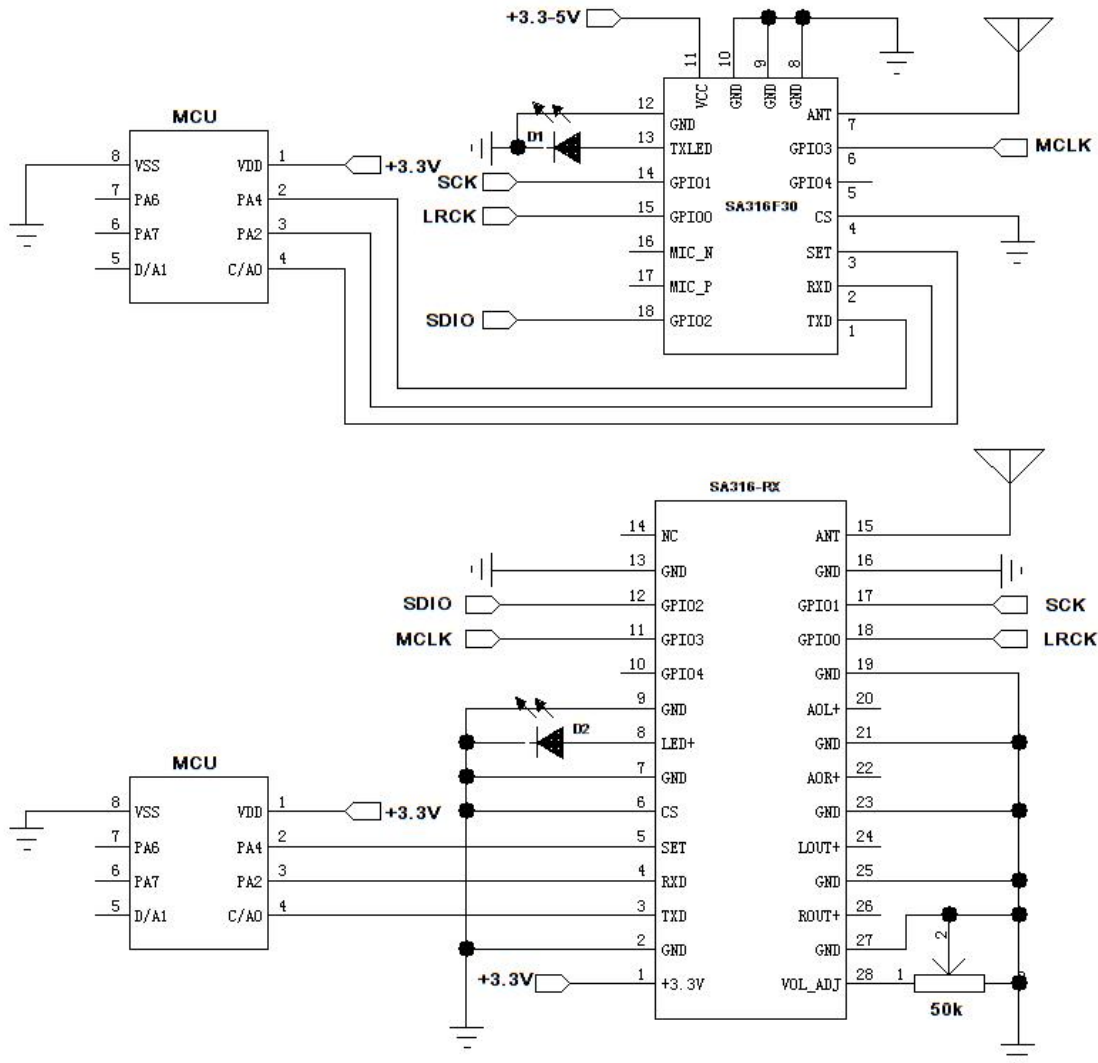 +3.3-5V
11 10 9 8
VCC GND GND GND
MCU
8 VSS VDD 1 +3.3V
7 PA6 PA4 2
6 PA7 PA2 3
5 D/A1 C/A0 4
SA316F30
12 GND ANT 7
D1 13 TXLED GPIO3 6 MCLK
SCK 14 GPIO1 GPIO4 5
LRCK 15 GPIO0 CS 4
16 MIC_N SET 3
17 MIC_P RXD 2
SDIO 18 GPIO2 TXD 1
SA316-RX
14 NC ANT 15
13 GND GND 16
SDIO 12 GPIO2 GPIO1 17 SCK
MCLK 11 GPIO3 GPIO0 18 LRCK
10 GPIO4 GND 19
9 GND AOL+ 20
D2 8 LED+ GND 21
7 GND AOR+ 22
6 CS GND 23
5 SET LOUT+ 24
4 RXD GND 25
3 TXD ROUT+ 26
2 GND GND 27
+3.3V 1 +3.3V VOL_ADJ 28 1 2
50k
MCU
8 VSS VDD 1 +3.3V
7 PA6 PA4 2
6 PA7 PA2 3
5 D/A1 C/A0 4